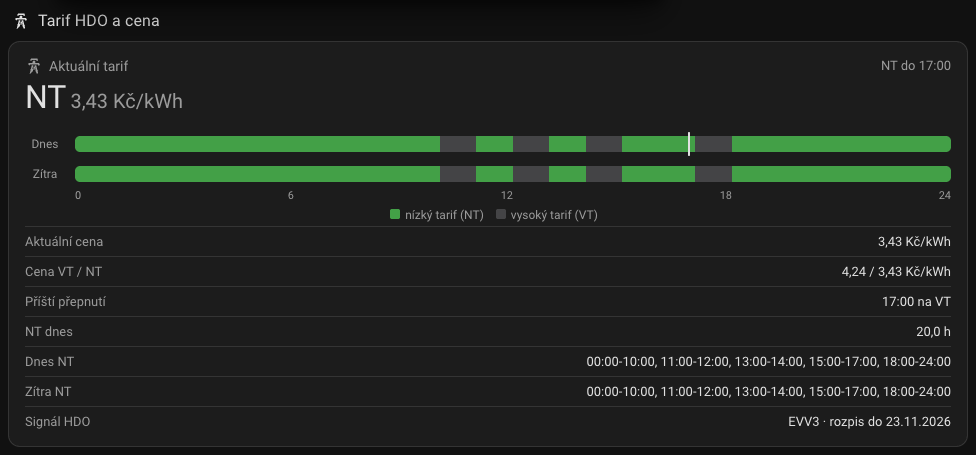 Tarif HDO a cena
Aktuální tarif NT do 17:00
NT 3,43 Kč/kWh
Dnes
Zítra
0 6 12 18 24
nízký tarif (NT) vysoký tarif (VT)
Aktuální cena 3,43 Kč/kWh
Cena VT / NT 4,24 / 3,43 Kč/kWh
Příští přepnutí 17:00 na VT
NT dnes 20,0 h
Dnes NT 00:00-10:00, 11:00-12:00, 13:00-14:00, 15:00-17:00, 18:00-24:00
Zítra NT 00:00-10:00, 11:00-12:00, 13:00-14:00, 15:00-17:00, 18:00-24:00
Signál HDO EVV3 · rozpis do 23.11.2026